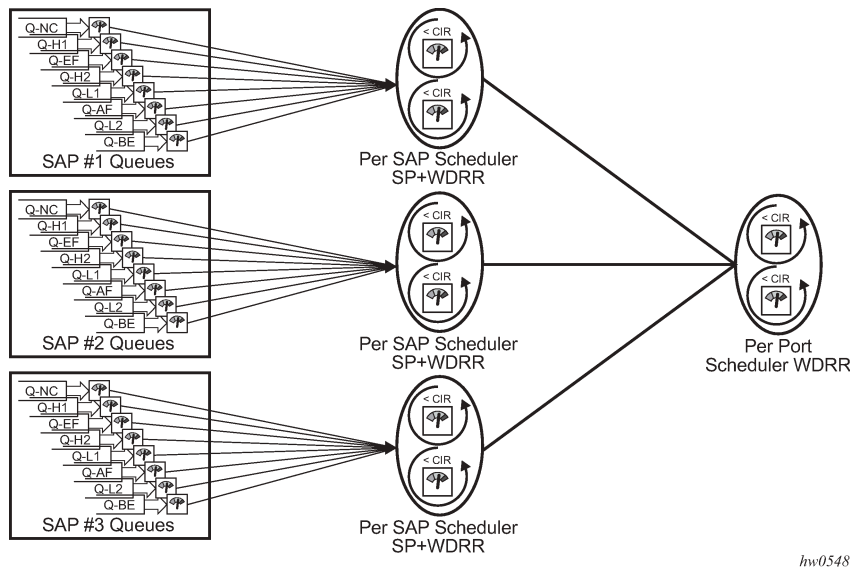 Q-NC
Q-H1
Q-EF
Q-H2
Q-L1
Q-AF
Q-L2
Q-BE
SAP #1 Queues
< CIR
< CIR
Per SAP Scheduler
SP+WDRR
Q-NC
Q-H1
Q-EF
Q-H2
Q-L1
Q-AF
Q-L2
Q-BE
SAP #2 Queues
< CIR
< CIR
Per SAP Scheduler
SP+WDRR
< CIR
< CIR
Per Port
Scheduler WDRR
Q-NC
Q-H1
Q-EF
Q-H2
Q-L1
Q-AF
Q-L2
Q-BE
SAP #3 Queues
< CIR
< CIR
Per SAP Scheduler
SP+WDRR
hw0548